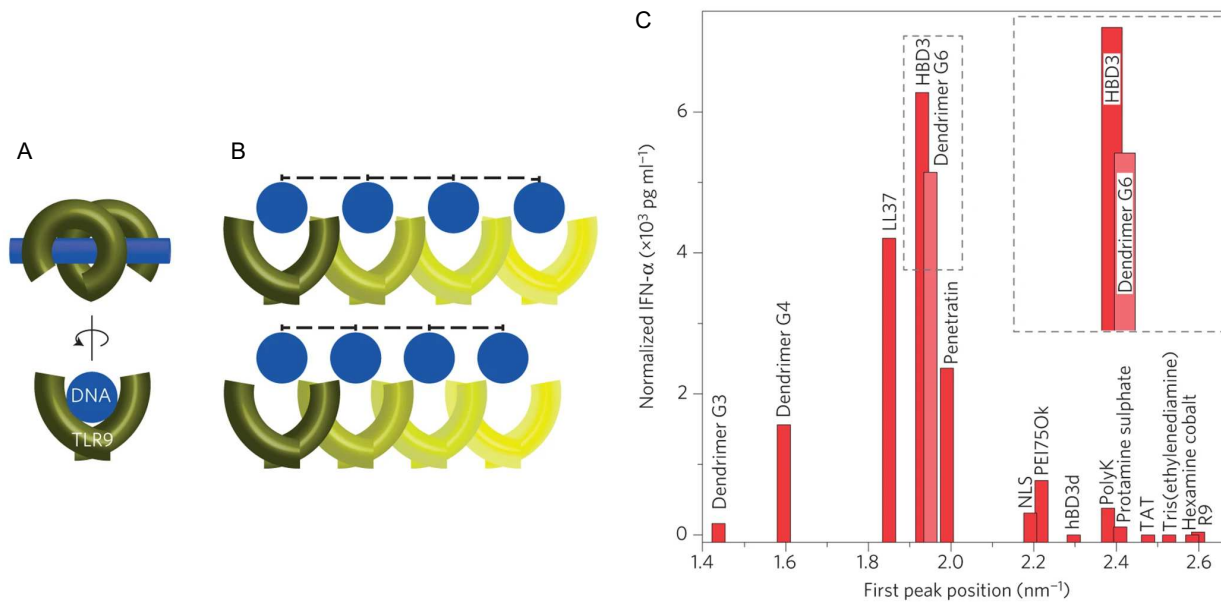 A
DNA
TLR9
B
C
Normalized IFN-α (×10³ pg ml⁻¹)
6
4
2
0
Dendrimer G3
Dendrimer G4
LL37
HBD3
Dendrimer G6
Penetratin
NLS
PEI750k
hBD3d
PolyK
Protamine sulphate
TAT
Tris(ethylenediamine)
Hexamine cobalt
R9
HBD3
Dendrimer G6
1.4 1.6 1.8 2.0 2.2 2.4 2.6
First peak position (nm⁻¹)